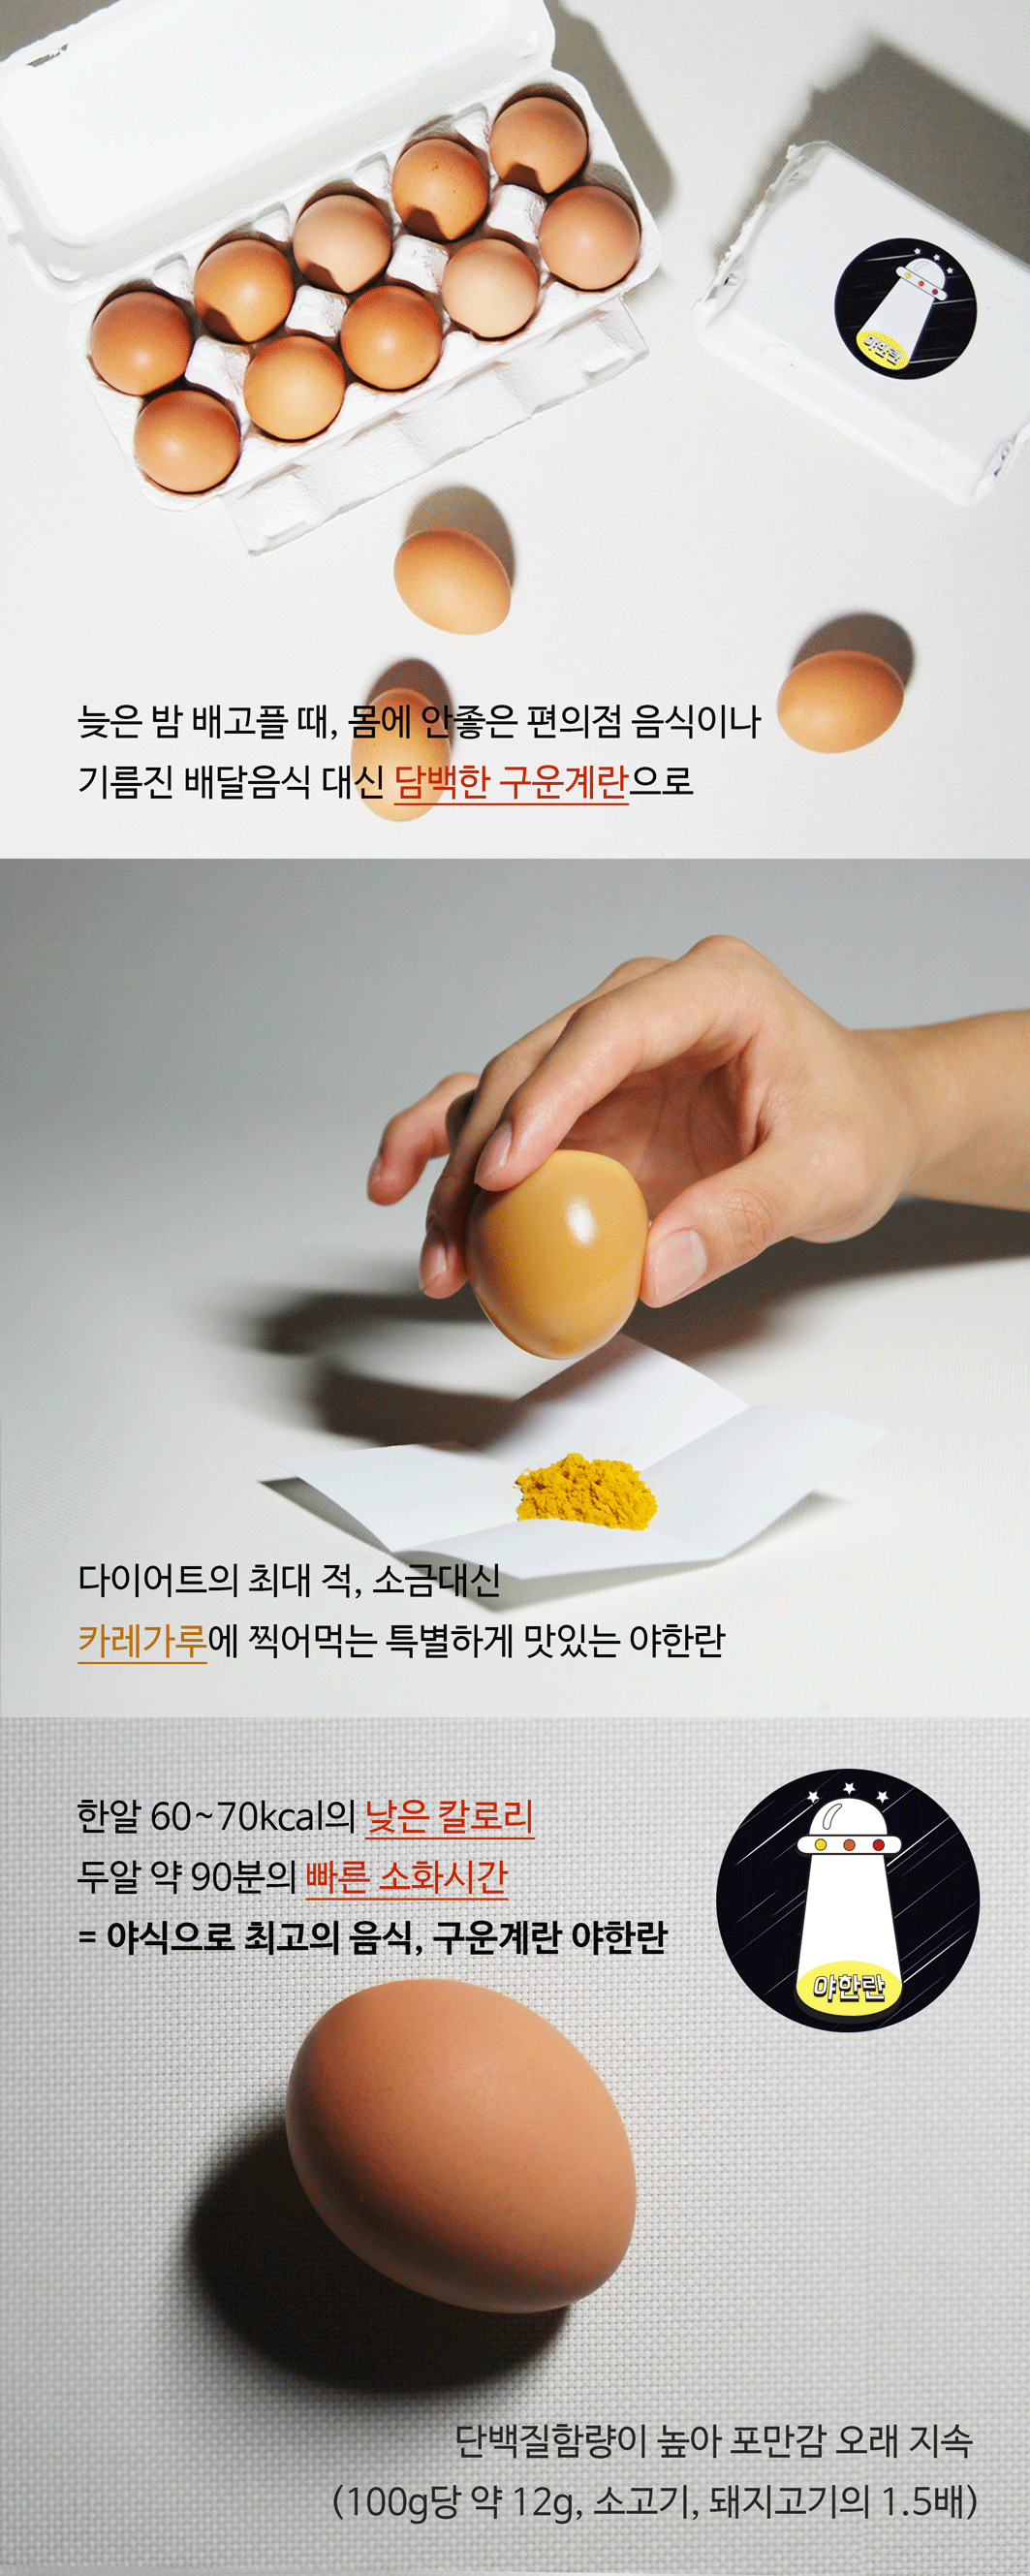 야한란
늦은 밤 배고플 때, 몸에 안좋은 편의점 음식이나
기름진 배달음식 대신 담백한 구운계란으로
다이어트의 최대 적, 소금대신
카레가루에 찍어먹는 특별하게 맛있는 야한란
한알 60~70kcal의 낮은 칼로리
두알 약 90분의 빠른 소화시간
= 야식으로 최고의 음식, 구운계란 야한란
야한란
단백질함량이 높아 포만감 오래 지속
(100g당 약 12g, 소고기, 돼지고기의 1.5배)